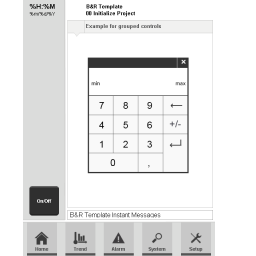 %H:%M
B&R Template
00 Initialize Project
Example for grouped controls
×
min max
7 8 9
4 5 6 +/-
1 2 3
0 ,
On/Off
B&R Template Instant Messages
Home Trend Alarm System Setup